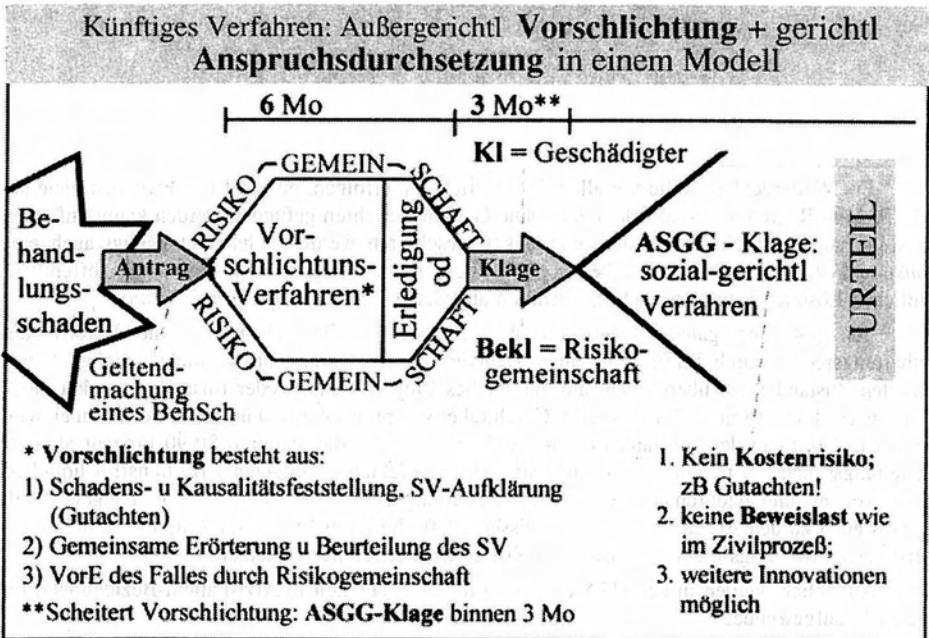 Künftiges Verfahren: Außergerichtl Vorschlichtung + gerichtl
Anspruchsdurchsetzung in einem Modell
6 Mo
3 Mo**
Kl = Geschädigter
RISIKO
GEMEIN
SCHAFT
Be-
hand-
lungs-
schaden
Antrag
Vor-
schlichtuns-
Verfahren*
Erledigung
od
Klage
ASGG - Klage:
sozial-gerichtl
Verfahren
URTEIL
RISIKO
GEMEIN
SCHAFT
Geltend-
machung
eines BehSch
Bekl = Risiko-
gemeinschaft
* Vorschlichtung besteht aus:
1) Schadens- u Kausalitätsfeststellung, SV-Aufklärung
(Gutachten)
2) Gemeinsame Erörterung u Beurteilung des SV
3) VorE des Falles durch Risikogemeinschaft
**Scheitert Vorschlichtung: ASGG-Klage binnen 3 Mo
1. Kein Kostenrisiko;
zB Gutachten!
2. keine Beweislast wie
im Zivilprozeß;
3. weitere Innovationen
möglich